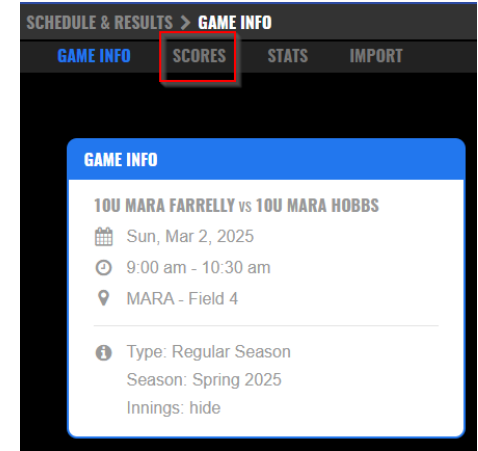 SCHEDULE & RESULTS > GAME INFO
GAME INFO SCORES STATS IMPORT
GAME INFO
10U MARA FARRELLY VS 10U MARA HOBBS
Sun, Mar 2, 2025
9:00 am - 10:30 am
MARA - Field 4
Type: Regular Season
Season: Spring 2025
Innings: hide